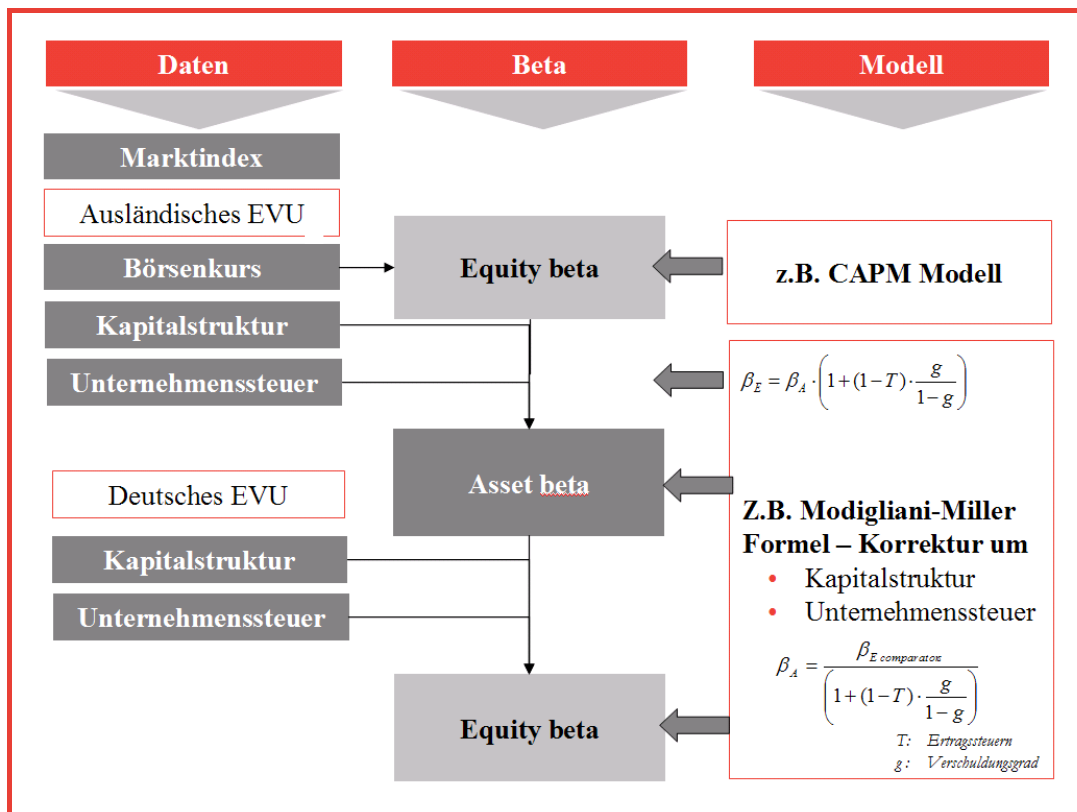 Daten
Beta
Modell
Marktindex
Ausländisches EVU
Börsenkurs
Kapitalstruktur
Unternehmenssteuer
Equity beta
z.B. CAPM Modell
β_E = β_A · (1 + (1 − T) · g / (1 − g))
Deutsches EVU
Kapitalstruktur
Unternehmenssteuer
Asset beta
Z.B. Modigliani-Miller
Formel – Korrektur um
• Kapitalstruktur
• Unternehmenssteuer
β_A = β_E comparators / (1 + (1 − T) · g / (1 − g))
T: Ertragssteuern
g : Verschuldungsgrad
Equity beta